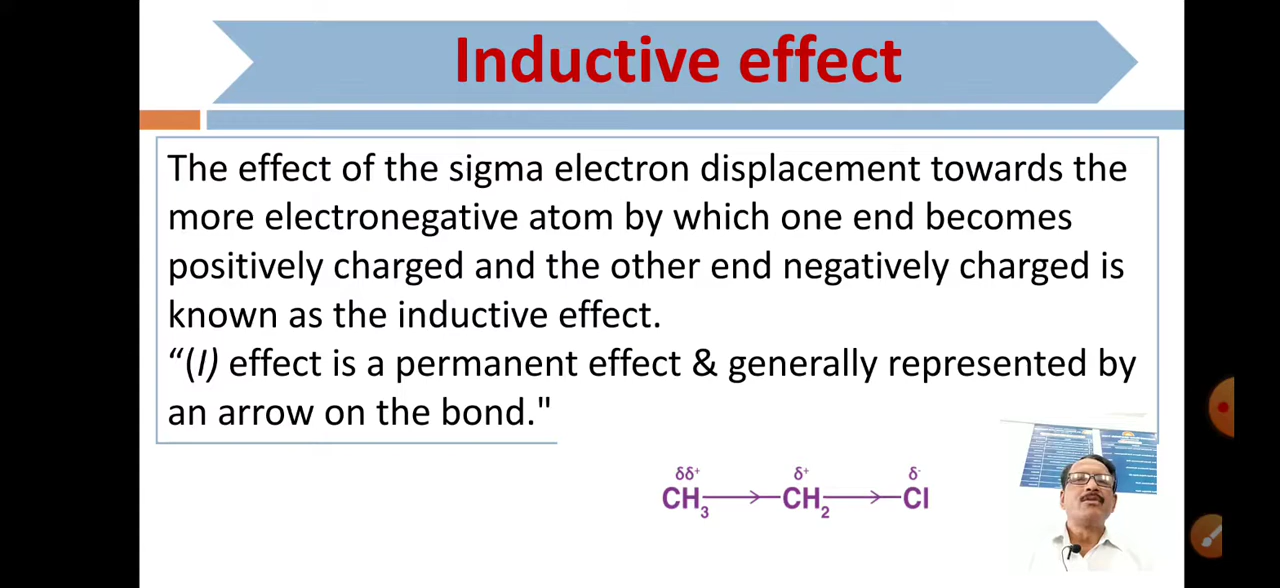 Inductive effect
The effect of the sigma electron displacement towards the
more electronegative atom by which one end becomes
positively charged and the other end negatively charged is
known as the inductive effect.
“(I) effect is a permanent effect & generally represented by
an arrow on the bond."
δδ⁺ δ⁺ δ⁻
CH₃ CH₂ Cl